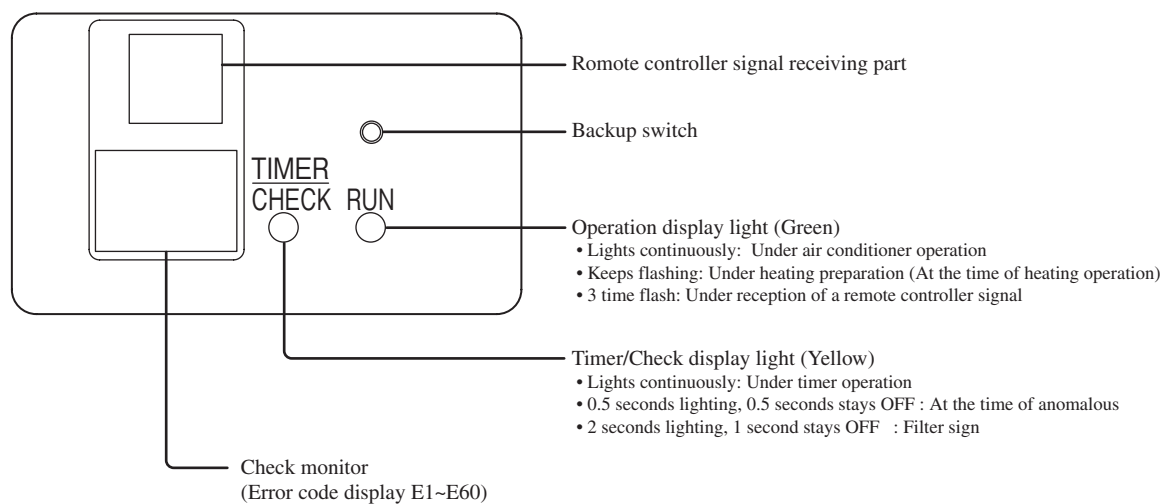 Romote controller signal receiving part
Backup switch
TIMER
CHECK RUN
Operation display light (Green)
• Lights continuously: Under air conditioner operation
• Keeps flashing: Under heating preparation (At the time of heating operation)
• 3 time flash: Under reception of a remote controller signal
Timer/Check display light (Yellow)
• Lights continuously: Under timer operation
• 0.5 seconds lighting, 0.5 seconds stays OFF : At the time of anomalous
• 2 seconds lighting, 1 second stays OFF : Filter sign
Check monitor
(Error code display E1~E60)